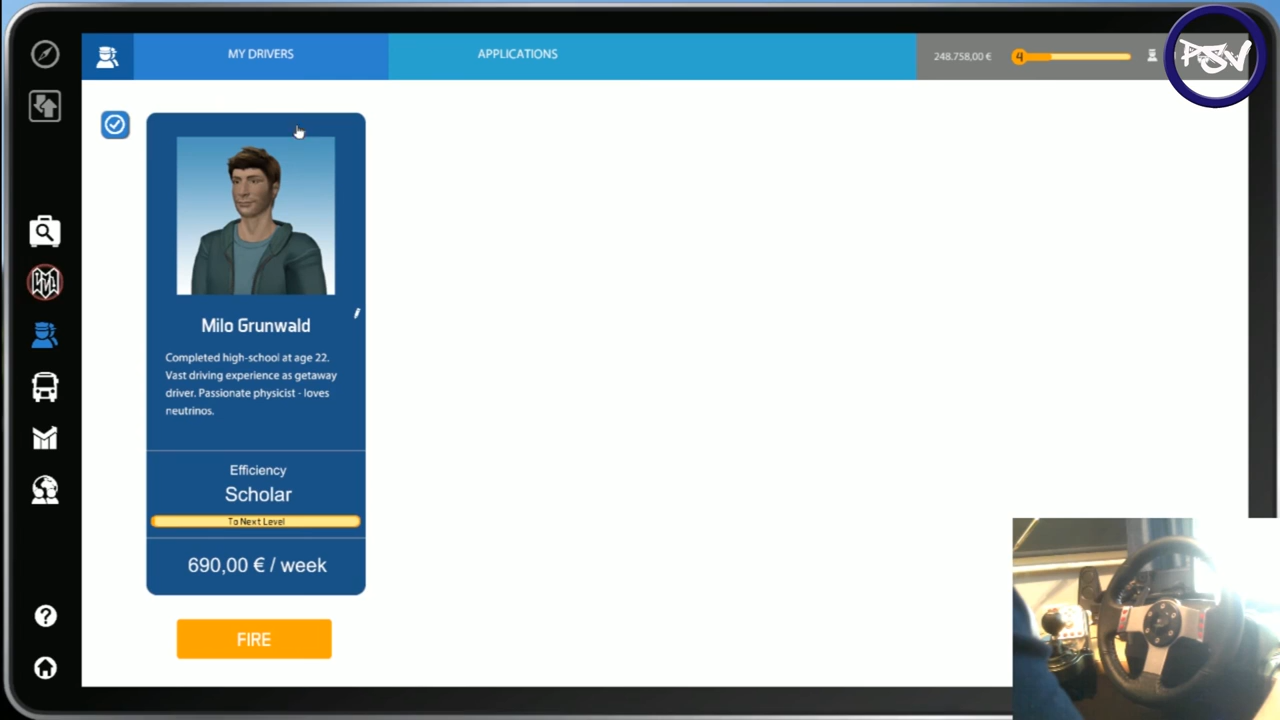 MY DRIVERS
APPLICATIONS
248.758,00 €
4
PSV
Milo Grunwald
Completed high-school at age 22.
Vast driving experience as getaway
driver. Passionate physicist - loves
neutrinos.
Efficiency
Scholar
To Next Level
690,00 € / week
FIRE
?